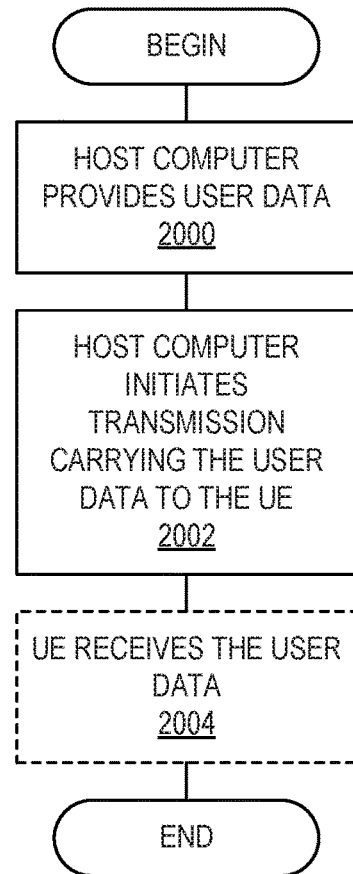 BEGIN
HOST COMPUTER
PROVIDES USER DATA
2000
HOST COMPUTER
INITIATES
TRANSMISSION
CARRYING THE USER
DATA TO THE UE
2002
UE RECEIVES THE USER
DATA
2004
END